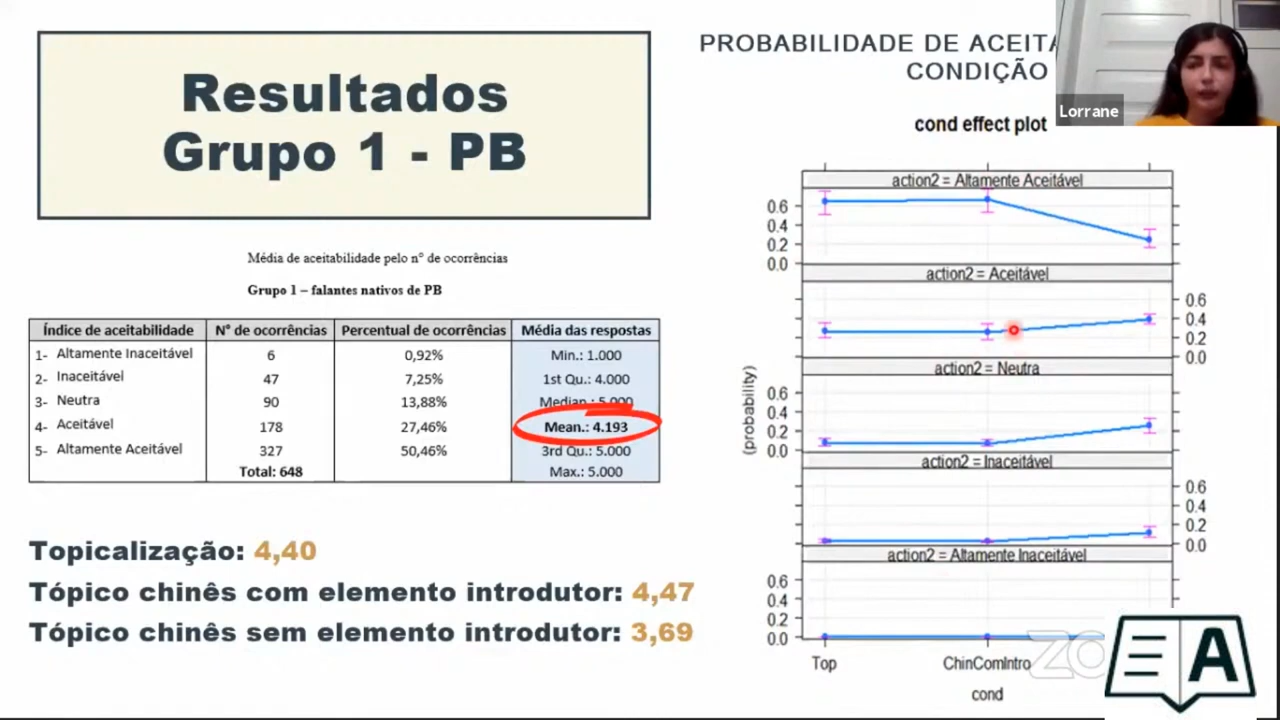 Resultados
Grupo 1 - PB
Média de aceitabilidade pelo n° de ocorrências
Grupo 1 – falantes nativos de PB
Índice de aceitabilidade N° de ocorrências Percentual de ocorrências Média das respostas
1- Altamente Inaceitável 6 0,92% Min.: 1.000
2- Inaceitável 47 7,25% 1st Qu.: 4.000
3- Neutra 90 13,88% Median.: 5.000
4- Aceitável 178 27,46% Mean.: 4.193
5- Altamente Aceitável 327 50,46% 3rd Qu.: 5.000
Total: 648 Max.: 5.000
Topicalização: 4,40
Tópico chinês com elemento introdutor: 4,47
Tópico chinês sem elemento introdutor: 3,69
PROBABILIDADE DE ACEITA
CONDIÇÃO
Lorrane
cond effect plot
action2 = Altamente Aceitável
0.6
0.4
0.2
0.0
action2 = Aceitável
0.6
0.4
0.2
0.0
action2 = Neutra
0.6
0.4
0.2
0.0
action2 = Inaceitável
0.6
0.4
0.2
0.0
action2 = Altamente Inaceitável
0.6
0.4
0.2
0.0
(probability)
Top ChinComIntro
cond
A